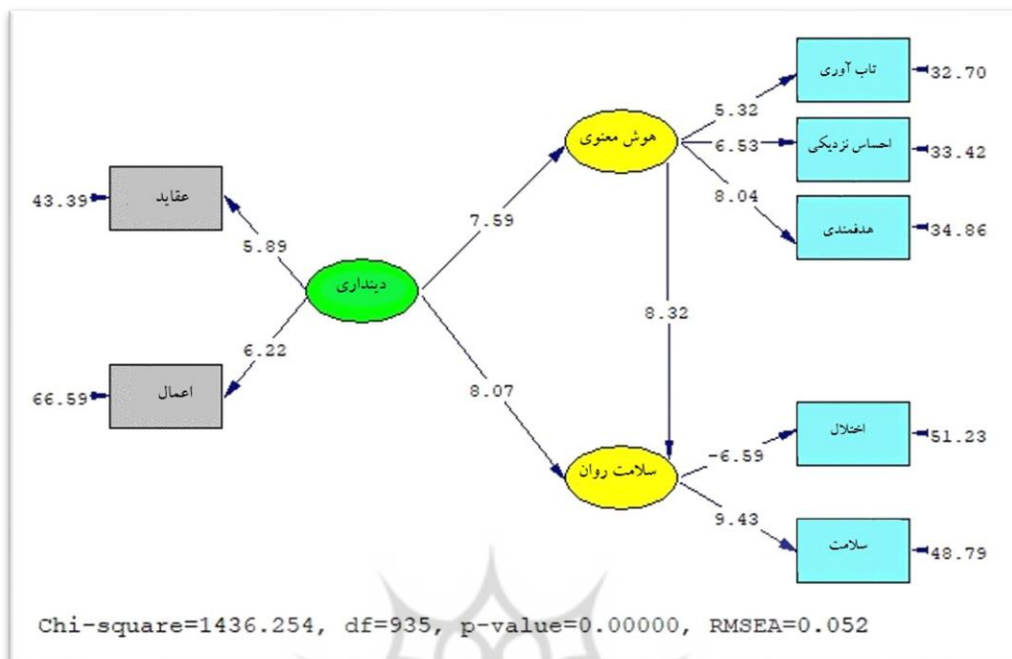 تاب آوری
32.70
5.32
هوش معنوی
6.53
احساس نزدیکی
33.42
8.04
43.39
عقاید
7.59
هدفمندی
34.86
5.89
دینداری
8.32
6.22
66.59
اعمال
8.07
اختلال
51.23
سلامت روان
-6.59
9.43
سلامت
48.79
Chi-square=1436.254, df=935, p-value=0.00000, RMSEA=0.052